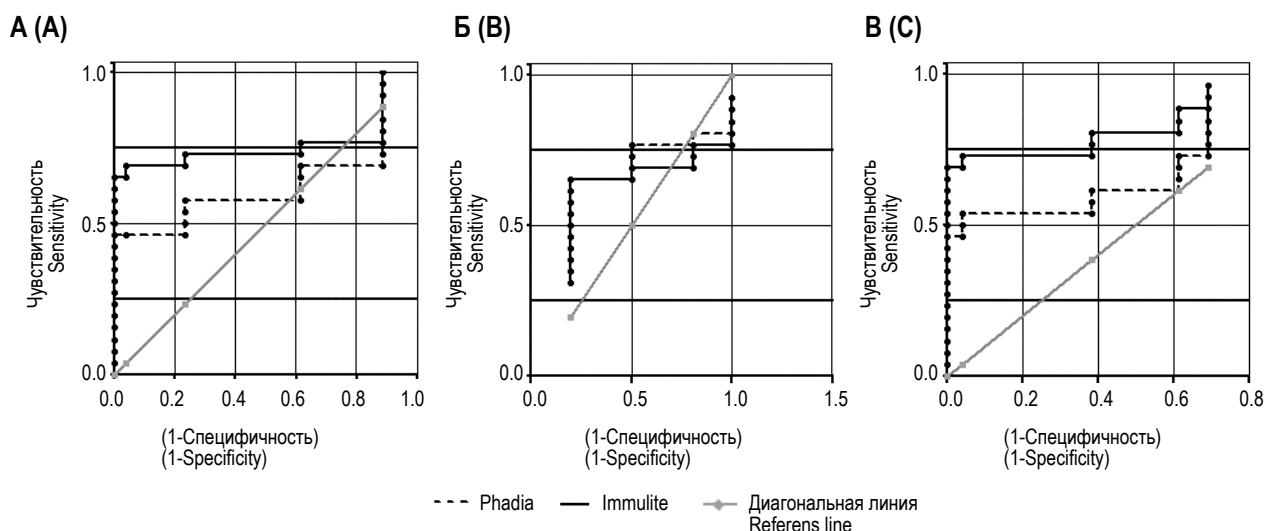 А (A)
Б (B)
В (C)
Чувствительность
Sensitivity
1.0
0.5
0.0
0.0 0.2 0.4 0.6 0.8 1.0
(1-Специфичность)
(1-Specificity)
Чувствительность
Sensitivity
1.0
0.5
0.0
0.0 0.5 1.0 1.5
(1-Специфичность)
(1-Specificity)
Чувствительность
Sensitivity
1.0
0.5
0.0
0.0 0.2 0.4 0.6 0.8
(1-Специфичность)
(1-Specificity)
Phadia Immulite Диагональная линия
Referens line